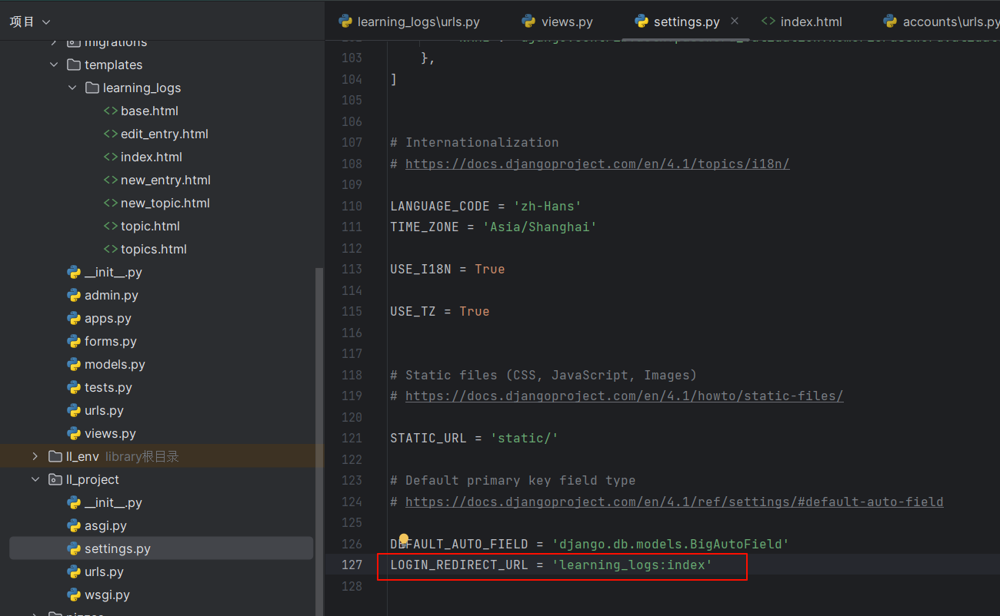 项目
learning_logs\urls.py views.py settings.py index.html accounts\urls.py
migrations
templates
learning_logs
base.html
edit_entry.html
index.html
new_entry.html
new_topic.html
topic.html
topics.html
__init__.py
admin.py
apps.py
forms.py
models.py
tests.py
urls.py
views.py
ll_env library根目录
ll_project
__init__.py
asgi.py
settings.py
urls.py
wsgi.py
103 },
104 ]
105
106
107 # Internationalization
108 # https://docs.djangoproject.com/en/4.1/topics/i18n/
109
110 LANGUAGE_CODE = 'zh-Hans'
111 TIME_ZONE = 'Asia/Shanghai'
112
113 USE_I18N = True
114
115 USE_TZ = True
116
117
118 # Static files (CSS, JavaScript, Images)
119 # https://docs.djangoproject.com/en/4.1/howto/static-files/
120
121 STATIC_URL = 'static/'
122
123 # Default primary key field type
124 # https://docs.djangoproject.com/en/4.1/ref/settings/#default-auto-field
125
126 DEFAULT_AUTO_FIELD = 'django.db.models.BigAutoField'
127 LOGIN_REDIRECT_URL = 'learning_logs:index'
128